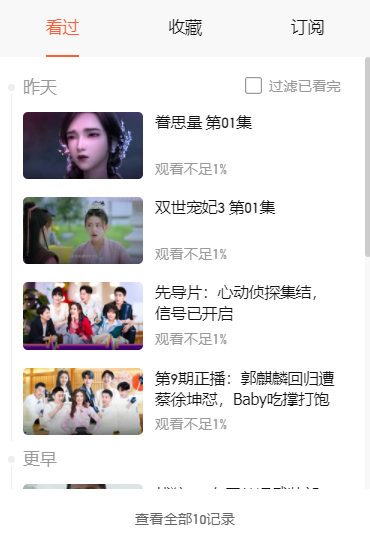 看过 收藏 订阅
昨天 过滤已看完
眷思量 第01集
观看不足1%
双世宠妃3 第01集
观看不足1%
先导片：心动侦探集结，
信号已开启
观看不足1%
第9期正播：郭麒麟回归遭
蔡徐坤怼，Baby吃撑打饱
观看不足1%
更早
查看全部10记录